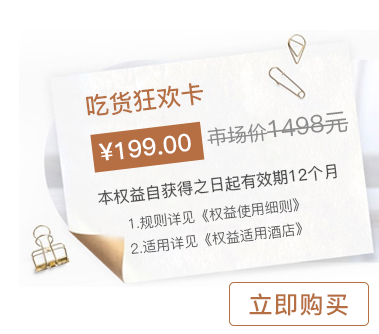 吃货狂欢卡
¥199.00 市场价1498元
本权益自获得之日起有效期12个月
1.规则详见《权益使用细则》
2.适用详见《权益适用酒店》
立即购买